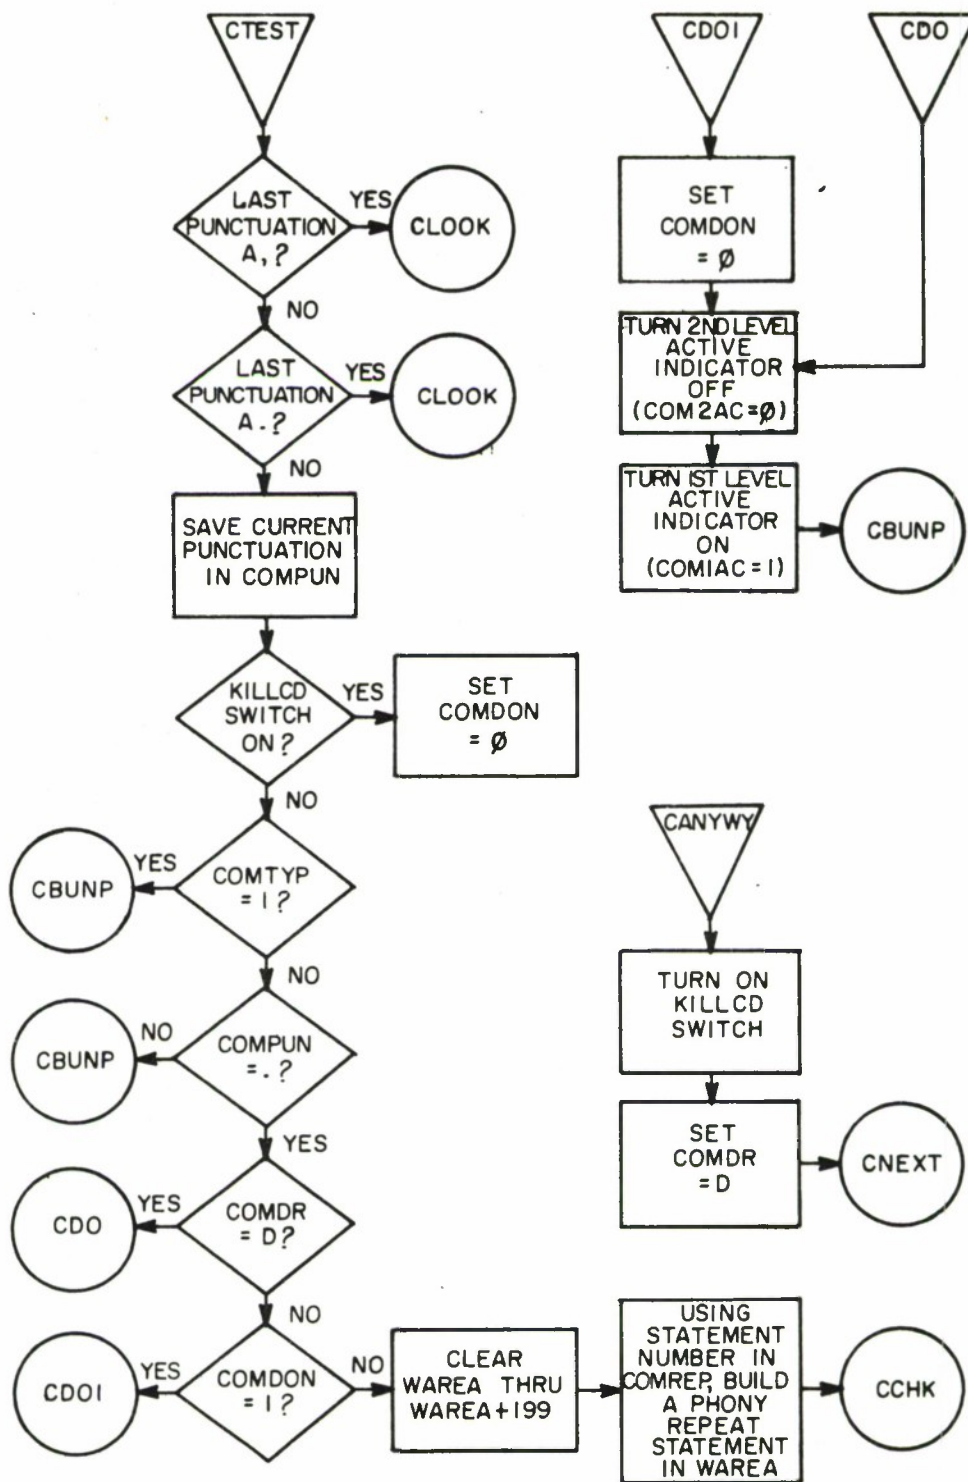 CTEST
LAST
PUNCTUATION
A,?
YES
CLOOK
NO
LAST
PUNCTUATION
A.?
YES
CLOOK
NO
SAVE CURRENT
PUNCTUATION
IN COMPUN
KILLCD
SWITCH
ON?
YES
SET
COMDON
= Ø
NO
COMTYP
= 1?
YES
CBUNP
NO
COMPUN
=.?
NO
CBUNP
YES
COMDR
= D?
YES
CDO
NO
COMDON
= 1?
YES
CDO1
NO
CLEAR
WAREA THRU
WAREA+199
USING
STATEMENT
NUMBER IN
COMREP, BUILD
A PHONY
REPEAT
STATEMENT
IN WAREA
CCHK
CDO1
CDO
SET
COMDON
= Ø
TURN 2ND LEVEL
ACTIVE
INDICATOR
OFF
(COM2AC=Ø)
TURN 1ST LEVEL
ACTIVE
INDICATOR
ON
(COM1AC=1)
CBUNP
CANYWY
TURN ON
KILLCD
SWITCH
SET
COMDR
=D
CNEXT